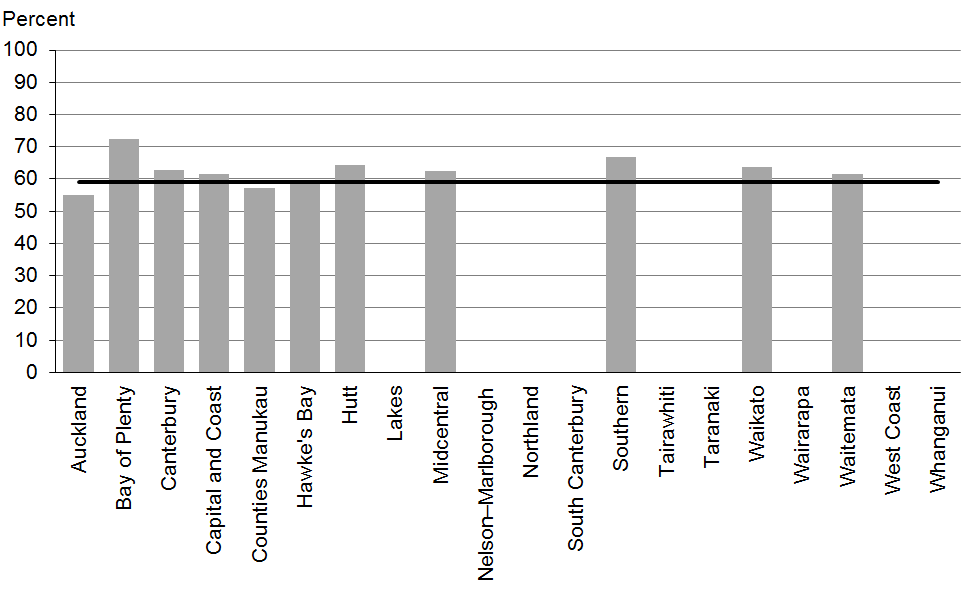 Percent
100
90
80
70
60
50
40
30
20
10
0
Auckland
Bay of Plenty
Canterbury
Capital and Coast
Counties Manukau
Hawke's Bay
Hutt
Lakes
Midcentral
Nelson–Marlborough
Northland
South Canterbury
Southern
Tairawhiti
Taranaki
Waikato
Wairarapa
Waitemata
West Coast
Whanganui